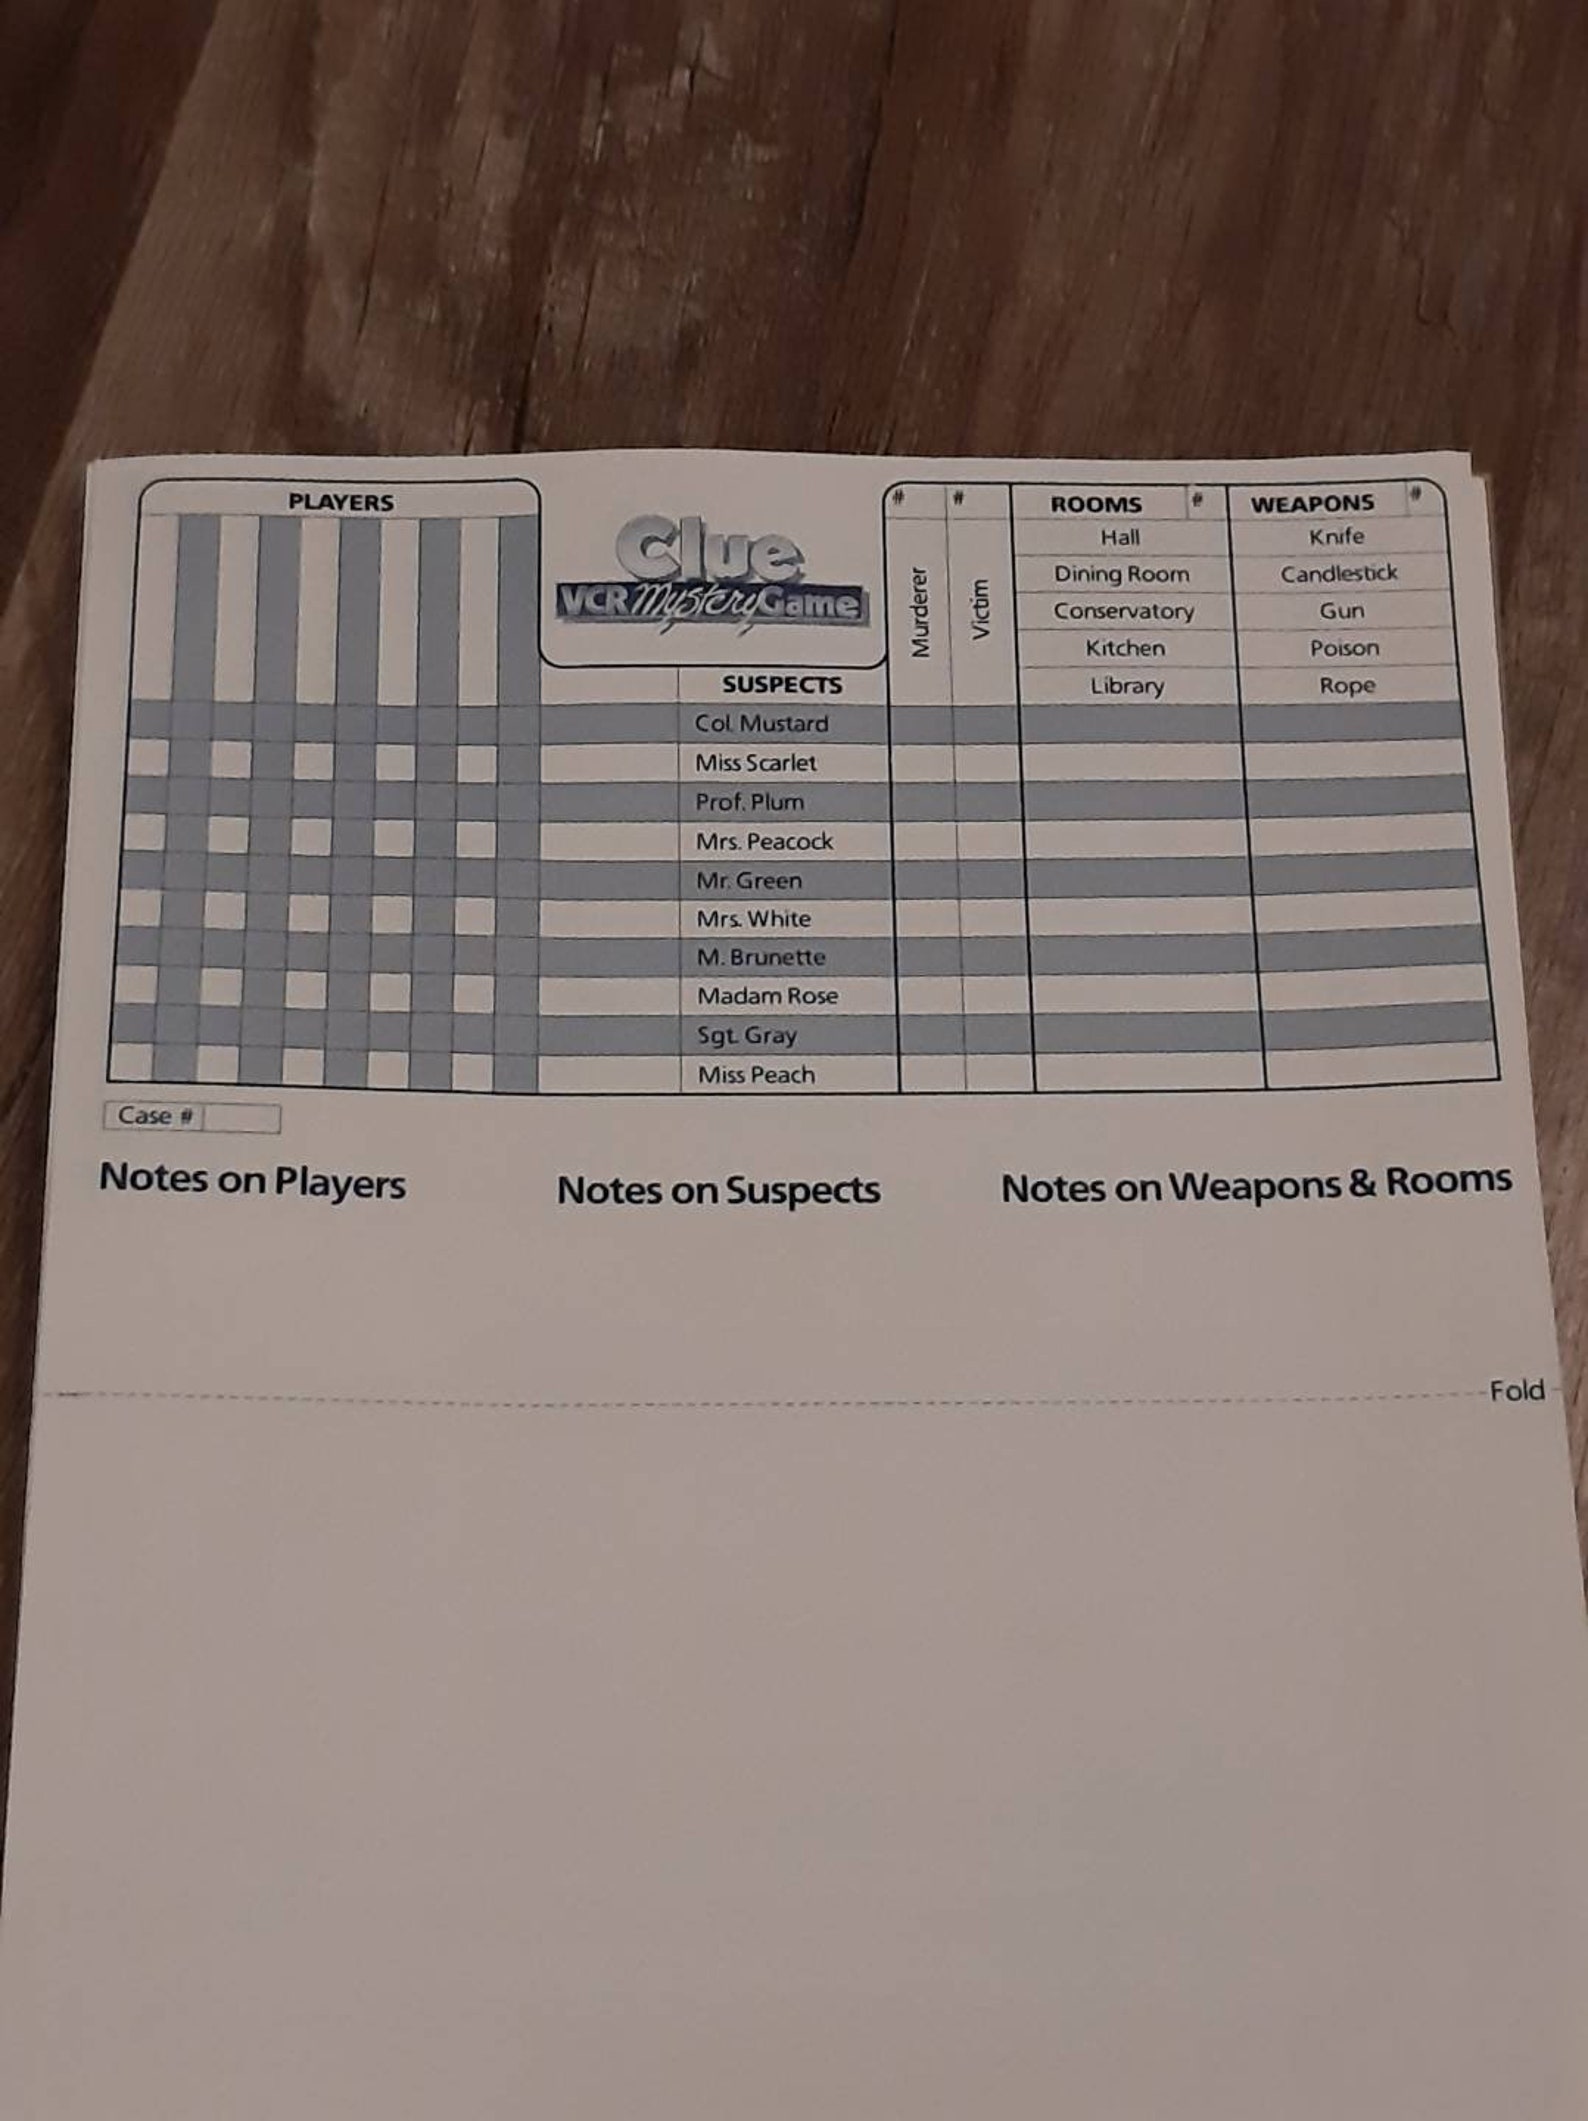 PLAYERS
Clue
VCR Mystery Game
#
#
ROOMS #
WEAPONS #
Murderer
Victim
Hall
Knife
Dining Room
Candlestick
Conservatory
Gun
Kitchen
Poison
Library
Rope
SUSPECTS
Col. Mustard
Miss Scarlet
Prof. Plum
Mrs. Peacock
Mr. Green
Mrs. White
M. Brunette
Madam Rose
Sgt. Gray
Miss Peach
Case #
Notes on Players
Notes on Suspects
Notes on Weapons & Rooms
Fold